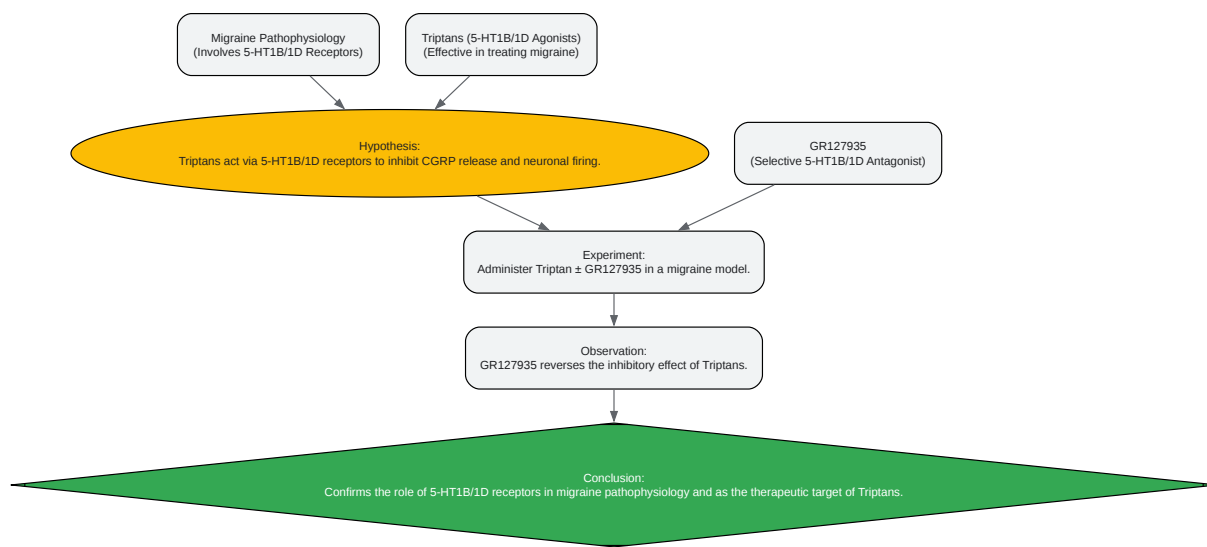 Migraine Pathophysiology
(Involves 5-HT1B/1D Receptors)
Triptans (5-HT1B/1D Agonists)
(Effective in treating migraine)
Hypothesis:
Triptans act via 5-HT1B/1D receptors to inhibit CGRP release and neuronal firing.
GR127935
(Selective 5-HT1B/1D Antagonist)
Experiment:
Administer Triptan ± GR127935 in a migraine model.
Observation:
GR127935 reverses the inhibitory effect of Triptans.
Conclusion:
Confirms the role of 5-HT1B/1D receptors in migraine pathophysiology and as the therapeutic target of Triptans.